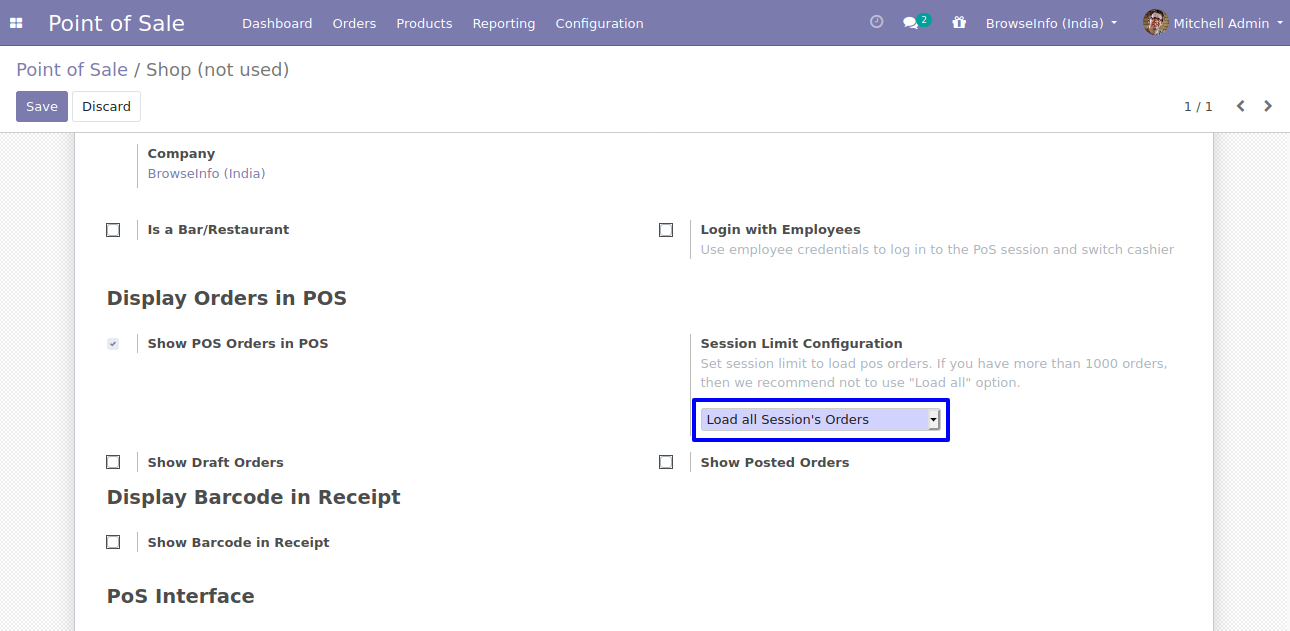 Point of Sale Dashboard Orders Products Reporting Configuration 2 BrowseInfo (India) Mitchell Admin
Point of Sale / Shop (not used)
Save Discard 1 / 1
Company
BrowseInfo (India)
Is a Bar/Restaurant
Login with Employees
Use employee credentials to log in to the PoS session and switch cashier
Display Orders in POS
Show POS Orders in POS
Session Limit Configuration
Set session limit to load pos orders. If you have more than 1000 orders,
then we recommend not to use "Load all" option.
Load all Session's Orders
Show Draft Orders
Show Posted Orders
Display Barcode in Receipt
Show Barcode in Receipt
PoS Interface